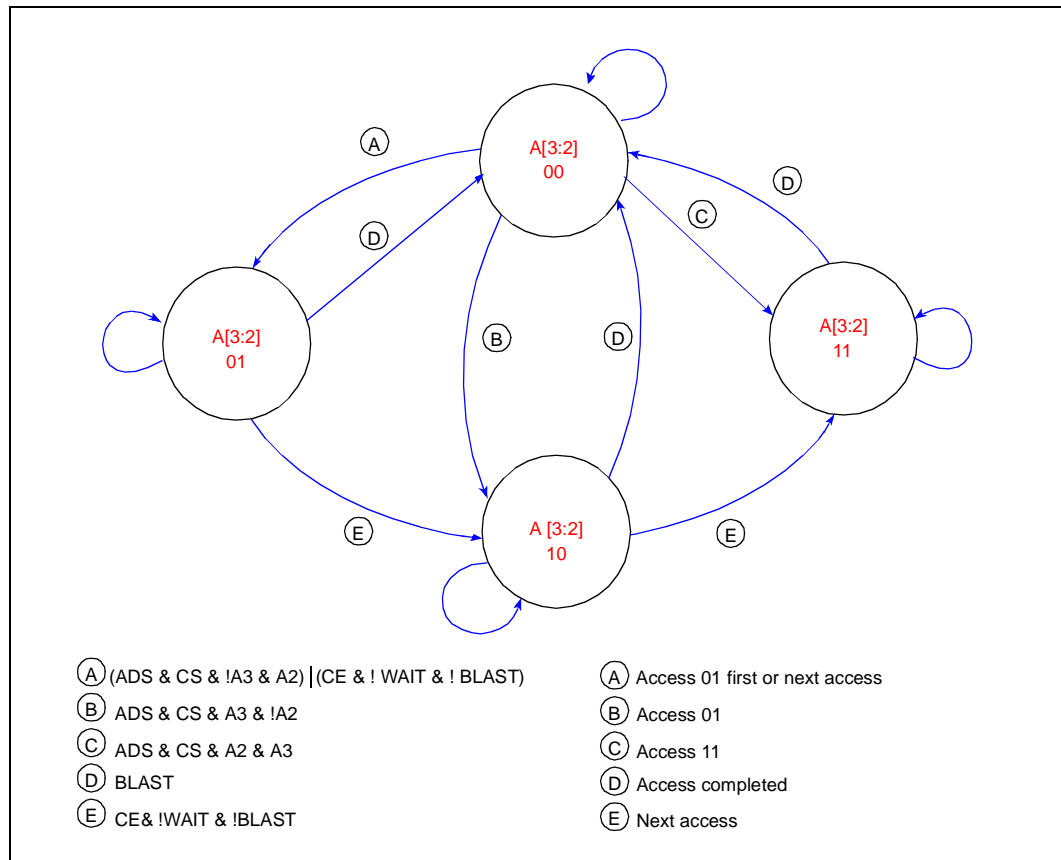 A[3:2]
00
A
D
C
D
A[3:2]
01
B
D
A[3:2]
11
E
A [3:2]
10
E
A (ADS & CS & !A3 & A2) | (CE & ! WAIT & ! BLAST)
B ADS & CS & A3 & !A2
C ADS & CS & A2 & A3
D BLAST
E CE& !WAIT & !BLAST
A Access 01 first or next access
B Access 01
C Access 11
D Access completed
E Next access